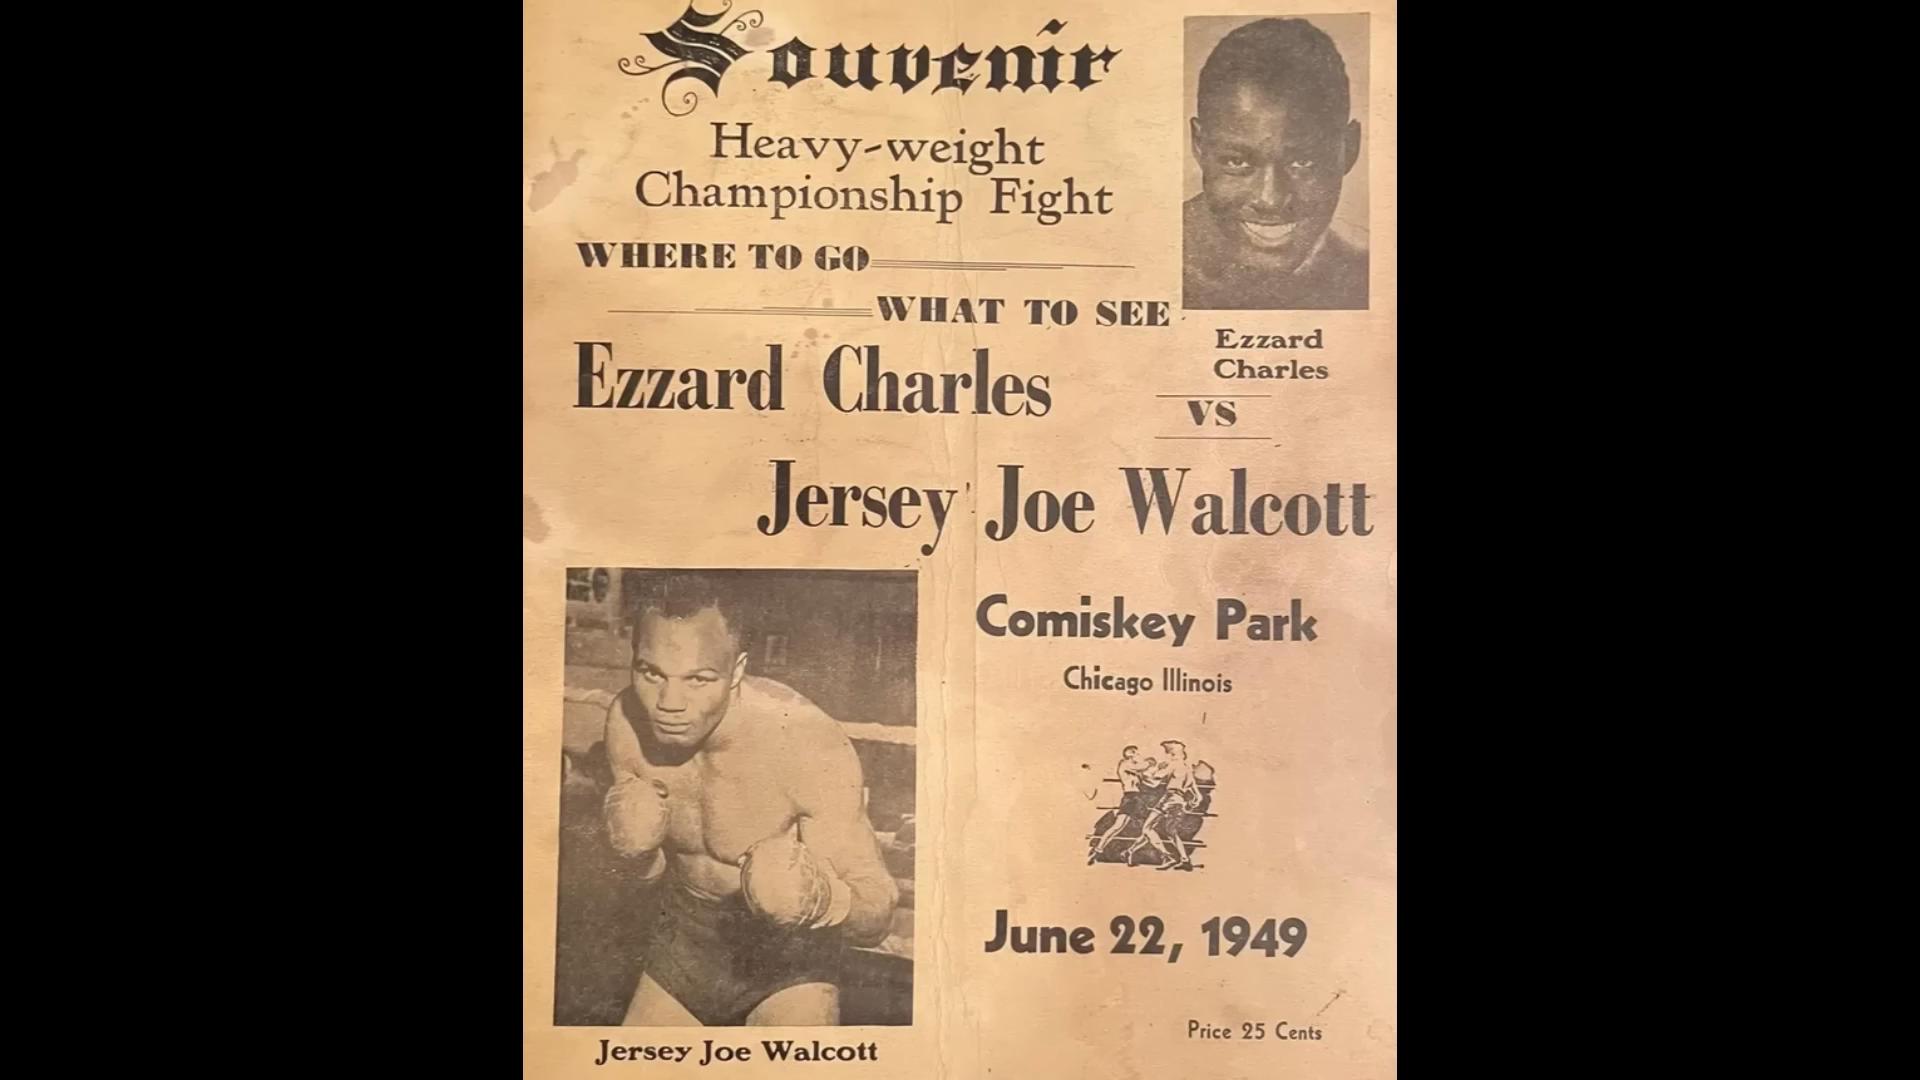 Souvenir
Heavy-weight
Championship Fight
WHERE TO GO
WHAT TO SEE
Ezzard
Charles
Ezzard Charles
VS
Jersey Joe Walcott
Comiskey Park
Chicago Illinois
June 22, 1949
Price 25 Cents
Jersey Joe Walcott